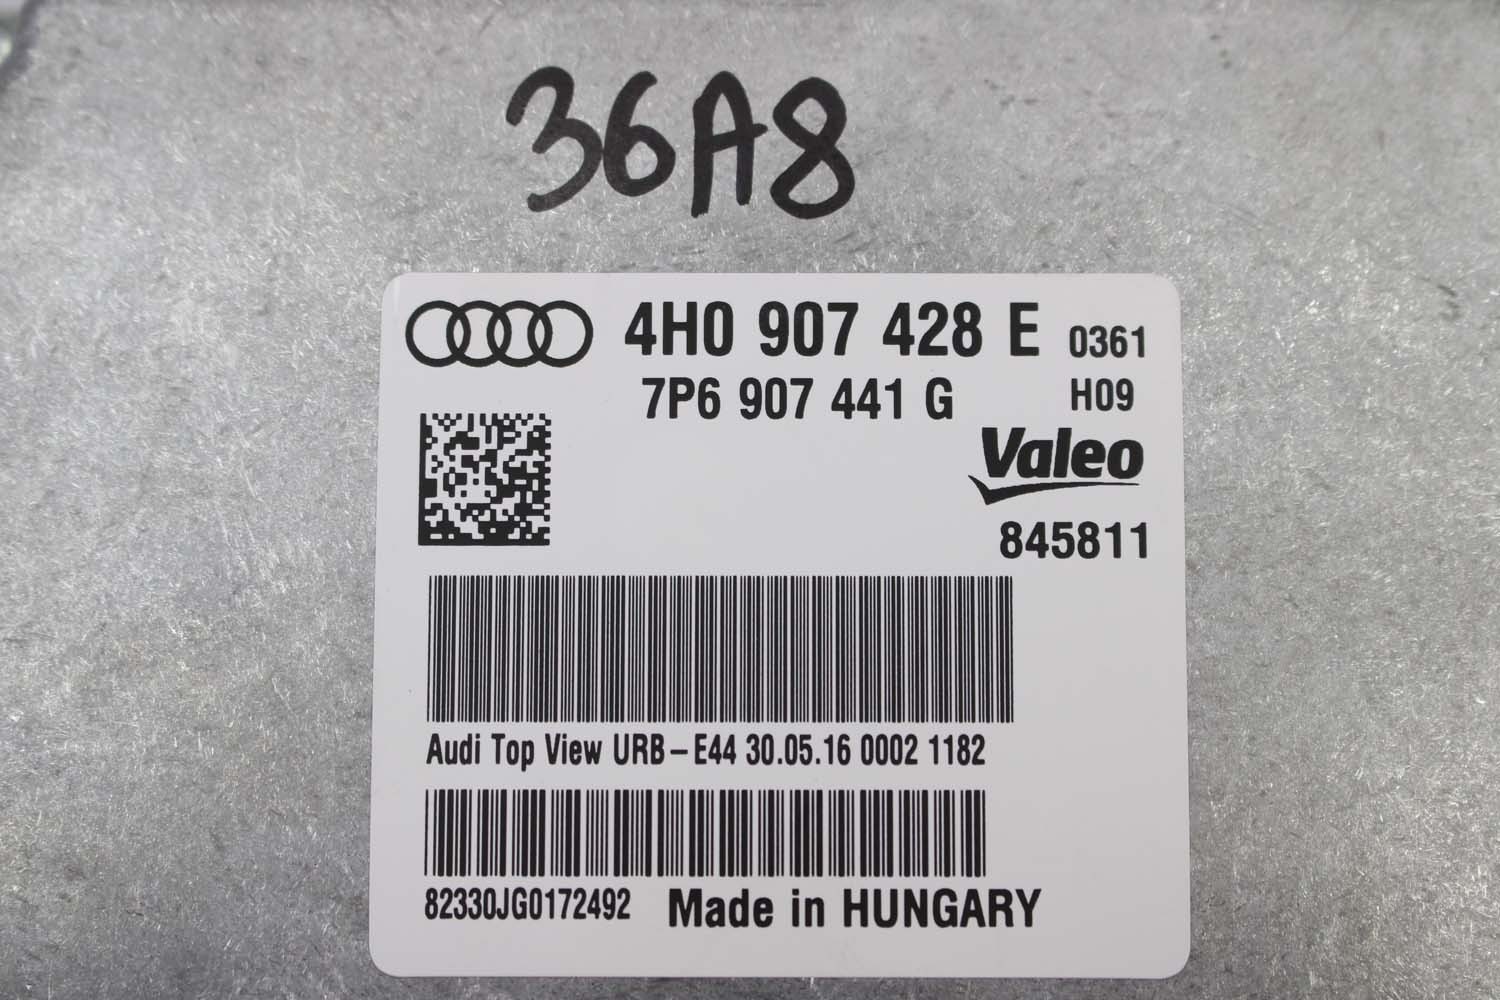 36A8
4H0 907 428 E 0361
7P6 907 441 G H09
Valeo
845811
Audi Top View URB – E44 30.05.16 0002 1182
82330JG0172492 Made in HUNGARY